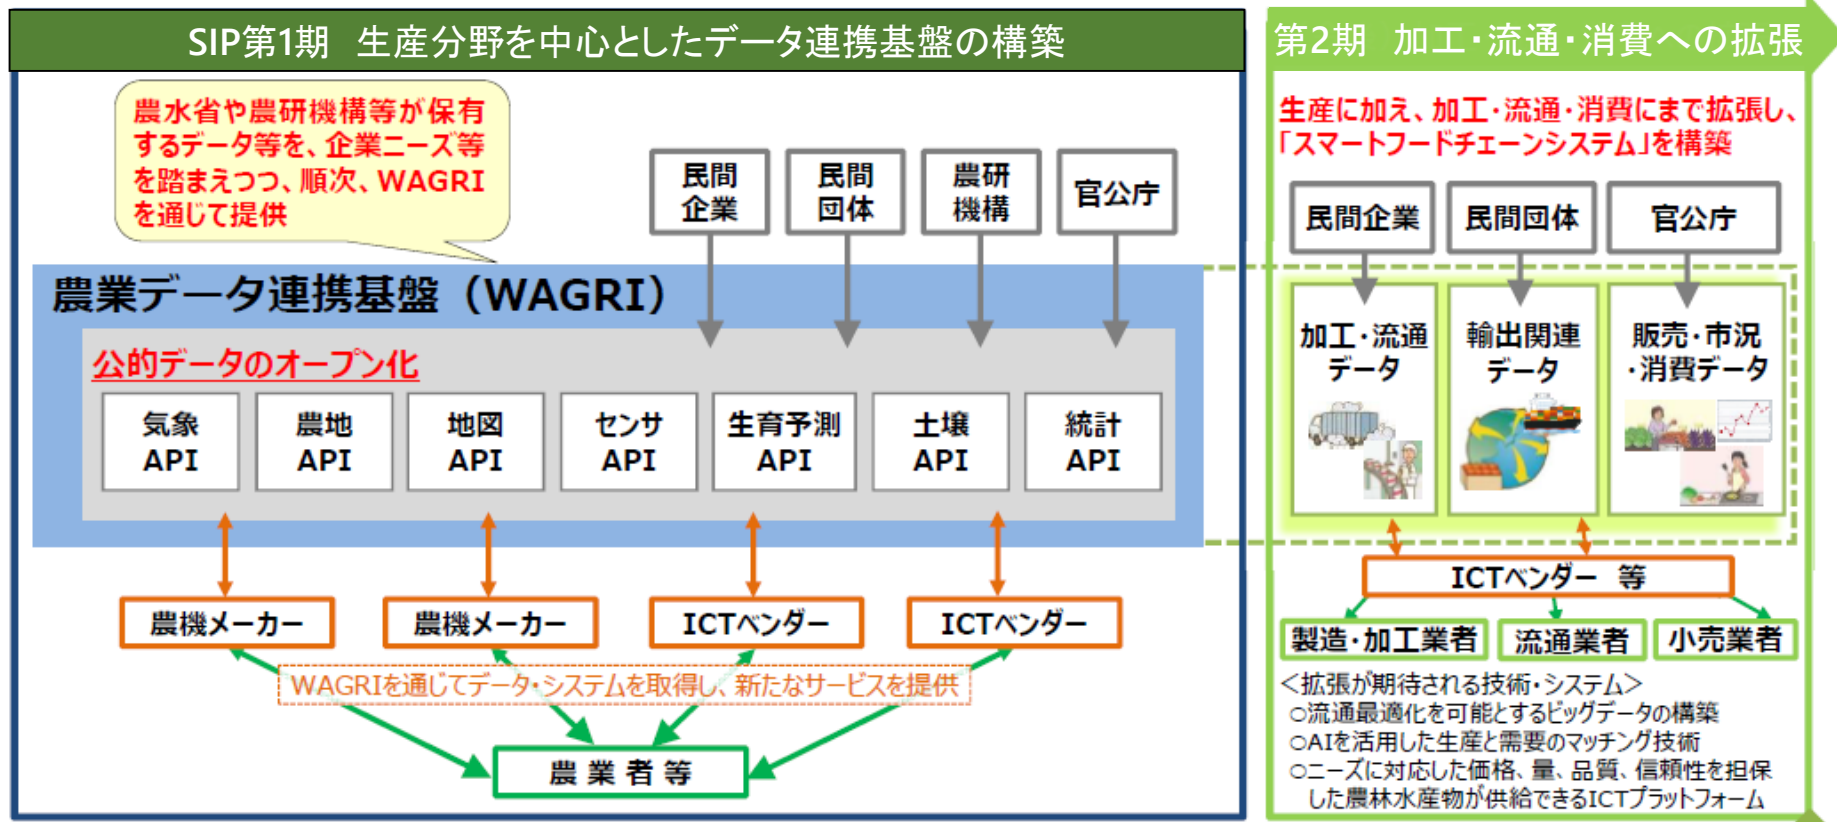 SIP第1期　生産分野を中心としたデータ連携基盤の構築
農水省や農研機構等が保有
するデータ等を、企業ニーズ等
を踏まえつつ、順次、WAGRI
を通じて提供
民間
企業
民間
団体
農研
機構
官公庁
農業データ連携基盤（WAGRI）
公的データのオープン化
気象
API
農地
API
地図
API
センサ
API
生育予測
API
土壌
API
統計
API
農機メーカー
農機メーカー
ICTベンダー
ICTベンダー
WAGRIを通じてデータ・システムを取得し、新たなサービスを提供
農業者等
第2期　加工・流通・消費への拡張
生産に加え、加工・流通・消費にまで拡張し、
「スマートフードチェーンシステム」を構築
民間企業
民間団体
官公庁
加工・流通
データ
輸出関連
データ
販売・市況
・消費データ
ICTベンダー　等
製造・加工業者
流通業者
小売業者
＜拡張が期待される技術・システム＞
○流通最適化を可能とするビッグデータの構築
○AIを活用した生産と需要のマッチング技術
○ニーズに対応した価格、量、品質、信頼性を担保
した農林水産物が供給できるICTプラットフォーム